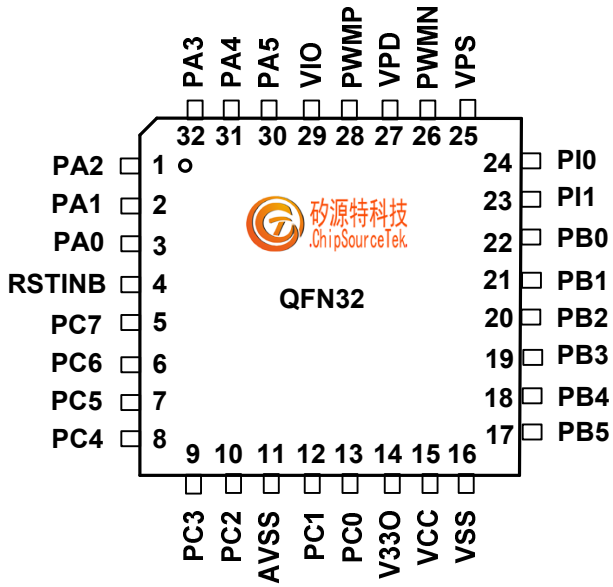 PA3 PA4 PA5 VIO PWMP VPD PWMN VPS
32 31 30 29 28 27 26 25
PA2 1 24 PI0
PA1 2 23 PI1
PA0 3 22 PB0
RSTINB 4 21 PB1
PC7 5 20 PB2
PC6 6 19 PB3
PC5 7 18 PB4
PC4 8 17 PB5
矽源特科技
.ChipSourceTek.
QFN32
9 10 11 12 13 14 15 16
PC3 PC2 AVSS PC1 PC0 V33O VCC VSS